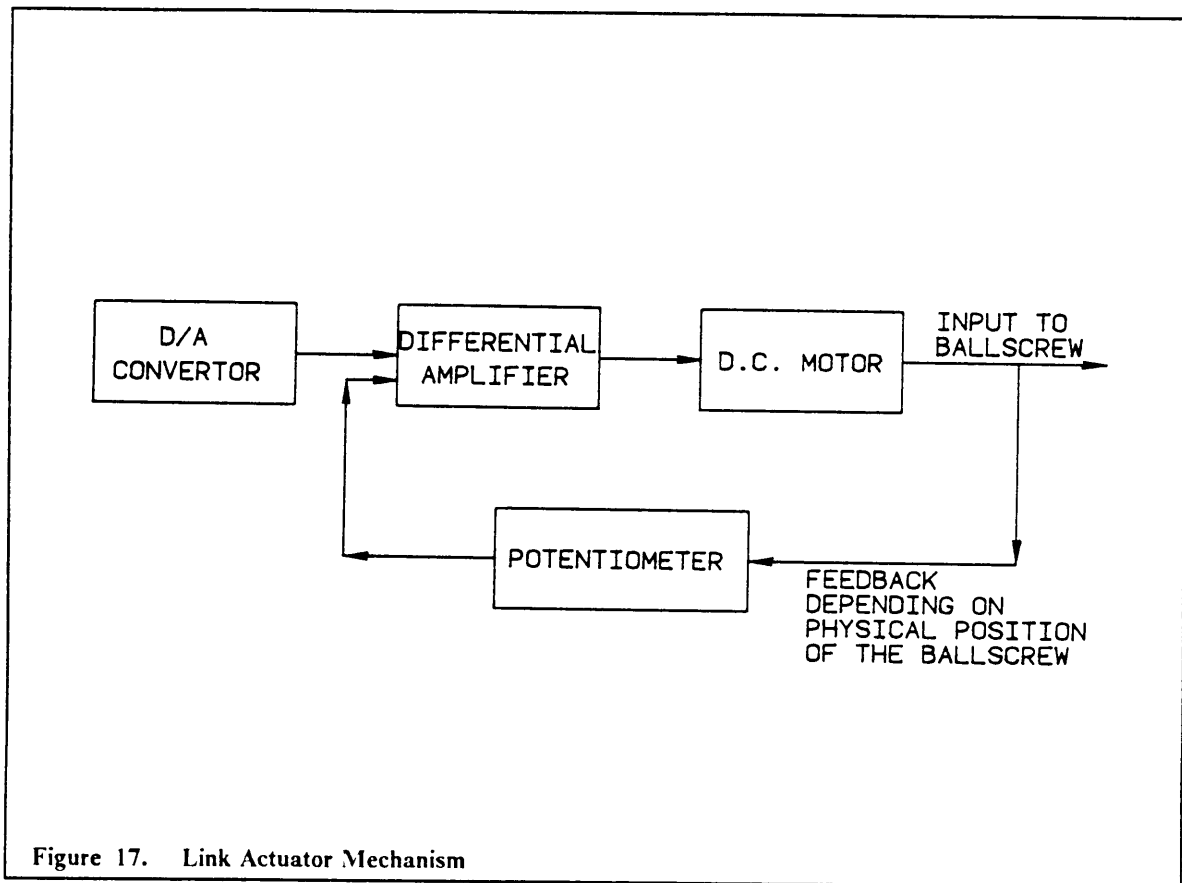 D/A
CONVERTOR
DIFFERENTIAL
AMPLIFIER
D.C. MOTOR
INPUT TO
BALLSCREW
POTENTIOMETER
FEEDBACK
DEPENDING ON
PHYSICAL POSITION
OF THE BALLSCREW
Figure 17. Link Actuator Mechanism